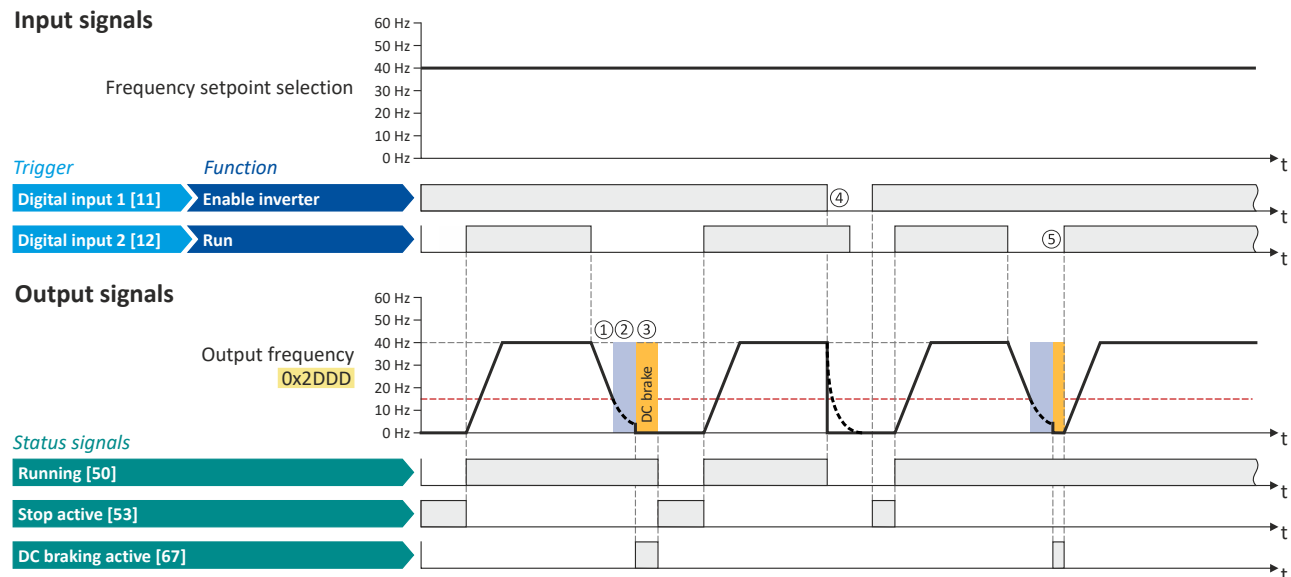 Input signals
60 Hz
50 Hz
40 Hz
30 Hz
20 Hz
10 Hz
0 Hz
Frequency setpoint selection
t
Trigger Function
Digital input 1 [11] Enable inverter
④
t
Digital input 2 [12] Run
⑤
t
Output signals
60 Hz
50 Hz
40 Hz
30 Hz
20 Hz
10 Hz
0 Hz
① ② ③
Output frequency
0x2DDD
DC brake
t
Status signals
Running [50]
t
Stop active [53]
t
DC braking active [67]
t